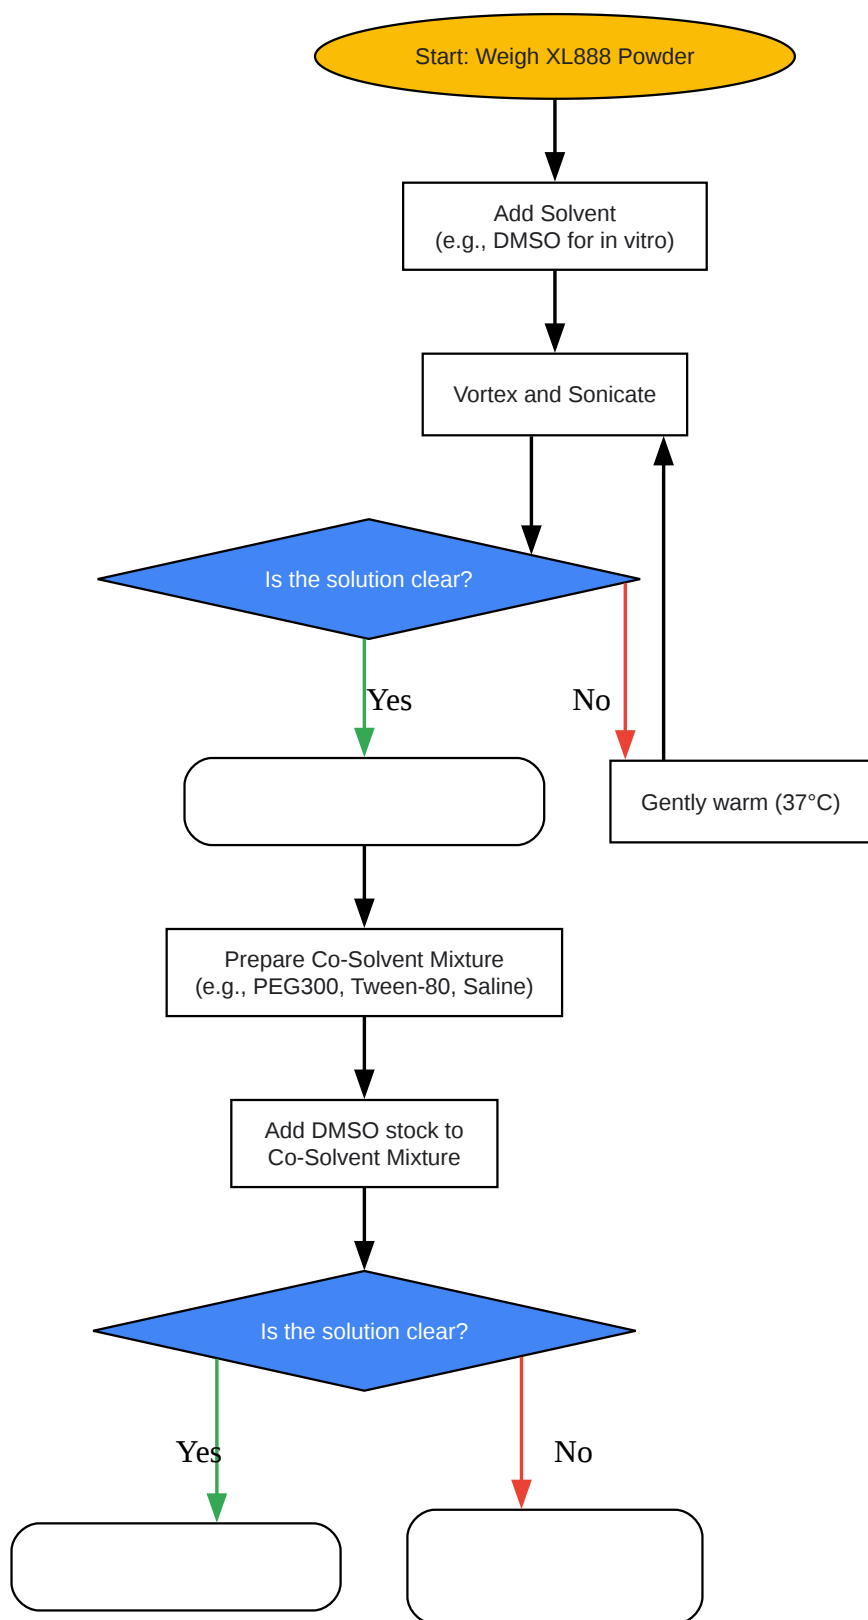 Start: Weigh XL888 Powder
Add Solvent
(e.g., DMSO for in vitro)
Vortex and Sonicate
Is the solution clear?
Yes
No
Gently warm (37°C)
Prepare Co-Solvent Mixture
(e.g., PEG300, Tween-80, Saline)
Add DMSO stock to
Co-Solvent Mixture
Is the solution clear?
Yes
No